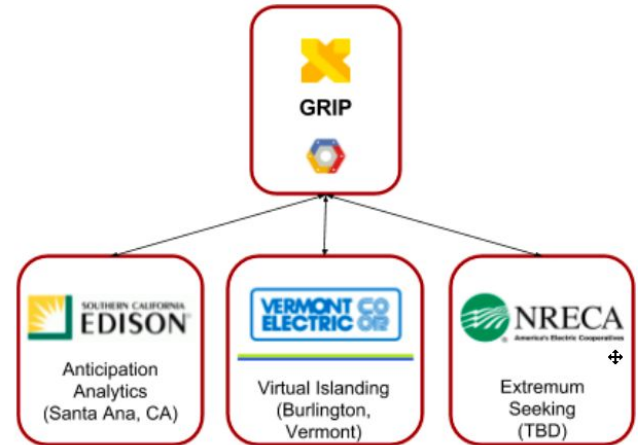 GRIP
SOUTHERN CALIFORNIA
EDISON
Anticipation
Analytics
(Santa Ana, CA)
VERMONT CO
ELECTRIC OP
Virtual Islanding
(Burlington,
Vermont)
NRECA
America's Electric Cooperatives
Extremum
Seeking
(TBD)